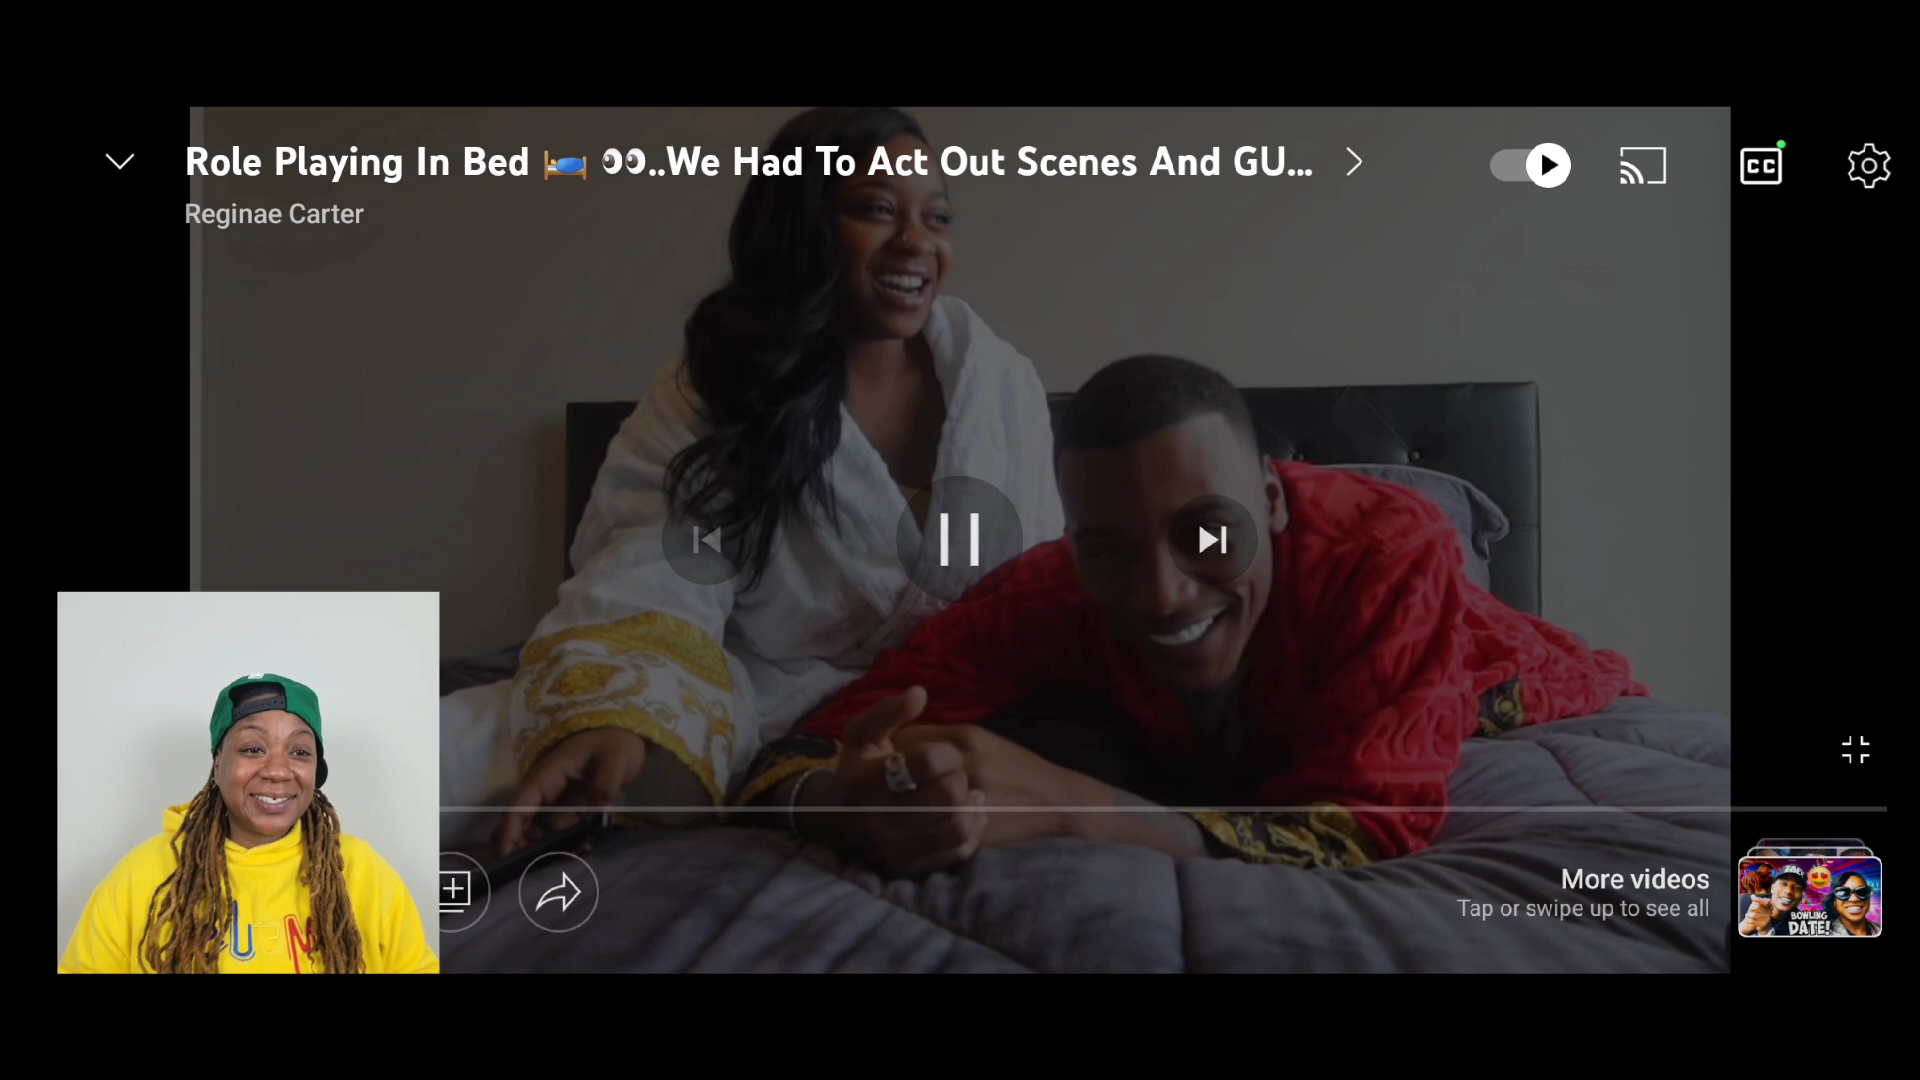 Role Playing In Bed 🛏️ 👀..We Had To Act Out Scenes And GU...
Reginae Carter
CC
More videos
Tap or swipe up to see all
BOWLING
DATE!